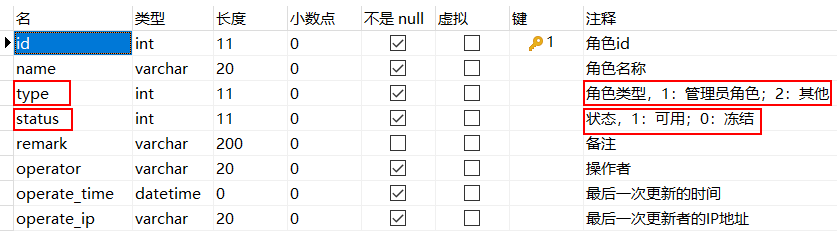 名 类型 长度 小数点 不是 null 虚拟 键 注释
id int 11 0 1 角色id
name varchar 20 0 角色名称
type int 11 0 角色类型，1：管理员角色；2：其他
status int 11 0 状态，1：可用；0：冻结
remark varchar 200 0 备注
operator varchar 20 0 操作者
operate_time datetime 0 0 最后一次更新的时间
operate_ip varchar 20 0 最后一次更新者的IP地址